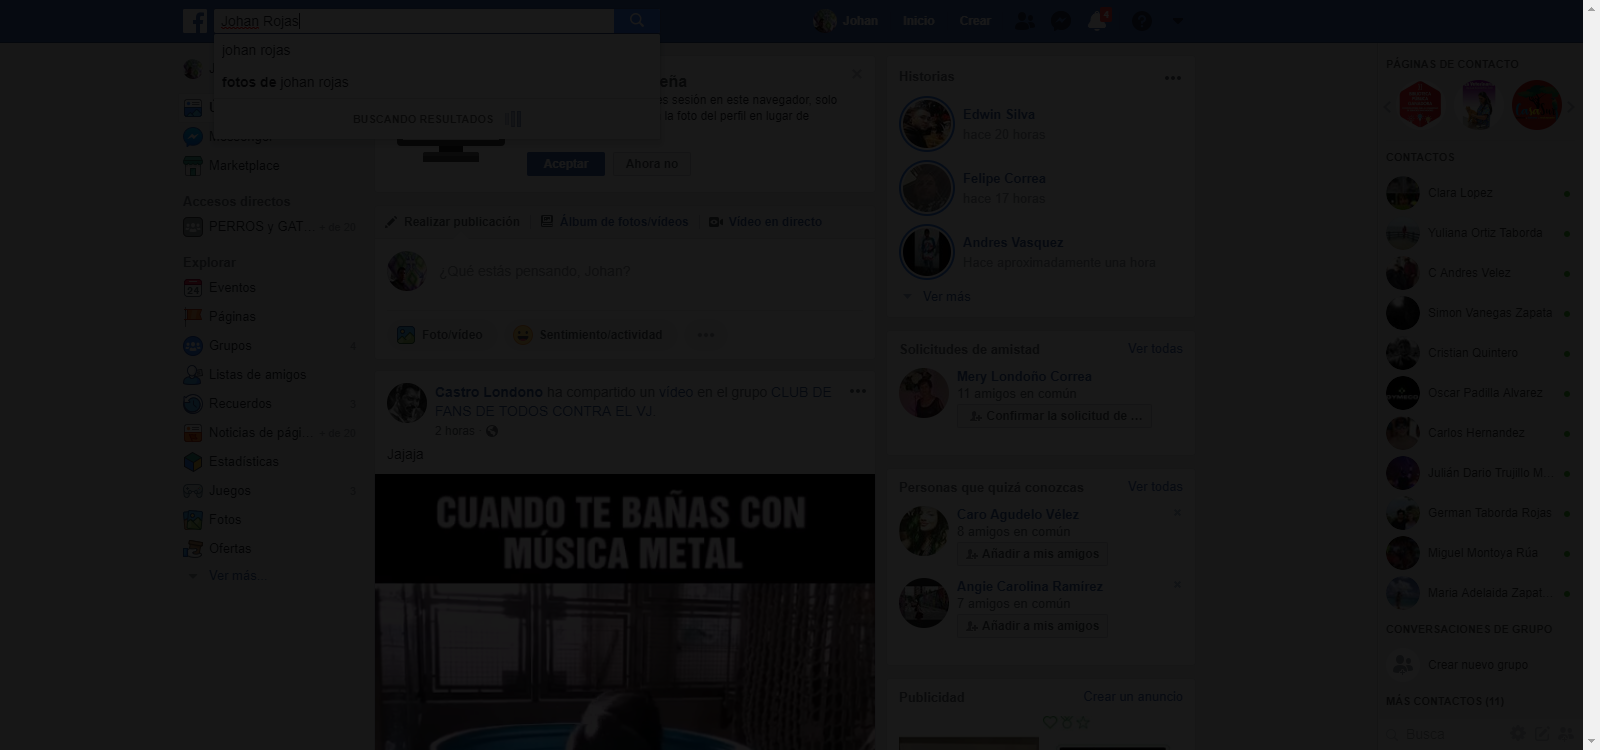 Johan Rojas
johan rojas
fotos de johan rojas
BUSCANDO RESULTADOS
Johan
Inicio
Crear
4
Marketplace
Accesos directos
PERROS y GAT...
Explorar
24
Eventos
Páginas
Grupos
Listas de amigos
Recuerdos
Noticias de pági...
Estadísticas
Juegos
Fotos
Ofertas
Ver más...
sesión en este navegador, solo
la foto del perfil en lugar de
Aceptar
Ahora no
Realizar publicación
Álbum de fotos/vídeos
Vídeo en directo
¿Qué estás pensando, Johan?
Foto/vídeo
Sentimiento/actividad
Castro Londono ha compartido un vídeo en el grupo CLUB DE
FANS DE TODOS CONTRA EL VJ.
2 horas ·
Jajaja
CUANDO TE BAÑAS CON
MÚSICA METAL
Historias
Edwin Silva
hace 20 horas
Felipe Correa
hace 17 horas
Andres Vasquez
Hace aproximadamente una hora
Ver más
Solicitudes de amistad
Ver todas
Mery Londoño Correa
11 amigos en común
Confirmar la solicitud de ...
Personas que quizá conozcas
Ver todas
Caro Agudelo Vélez
8 amigos en común
Añadir a mis amigos
Angie Carolina Ramirez
7 amigos en común
Añadir a mis amigos
Publicidad
Crear un anuncio
PÁGINAS DE CONTACTO
CONTACTOS
Clara Lopez
Yuliana Ortiz Taborda
C Andres Velez
Simon Vanegas Zapata
Cristian Quintero
Oscar Padilla Alvarez
Carlos Hernandez
Julián Darío Trujillo M...
German Taborda Rojas
Miguel Montoya Rúa
Maria Adelaida Zapat...
CONVERSACIONES DE GRUPO
Crear nuevo grupo
MÁS CONTACTOS (11)
Busca